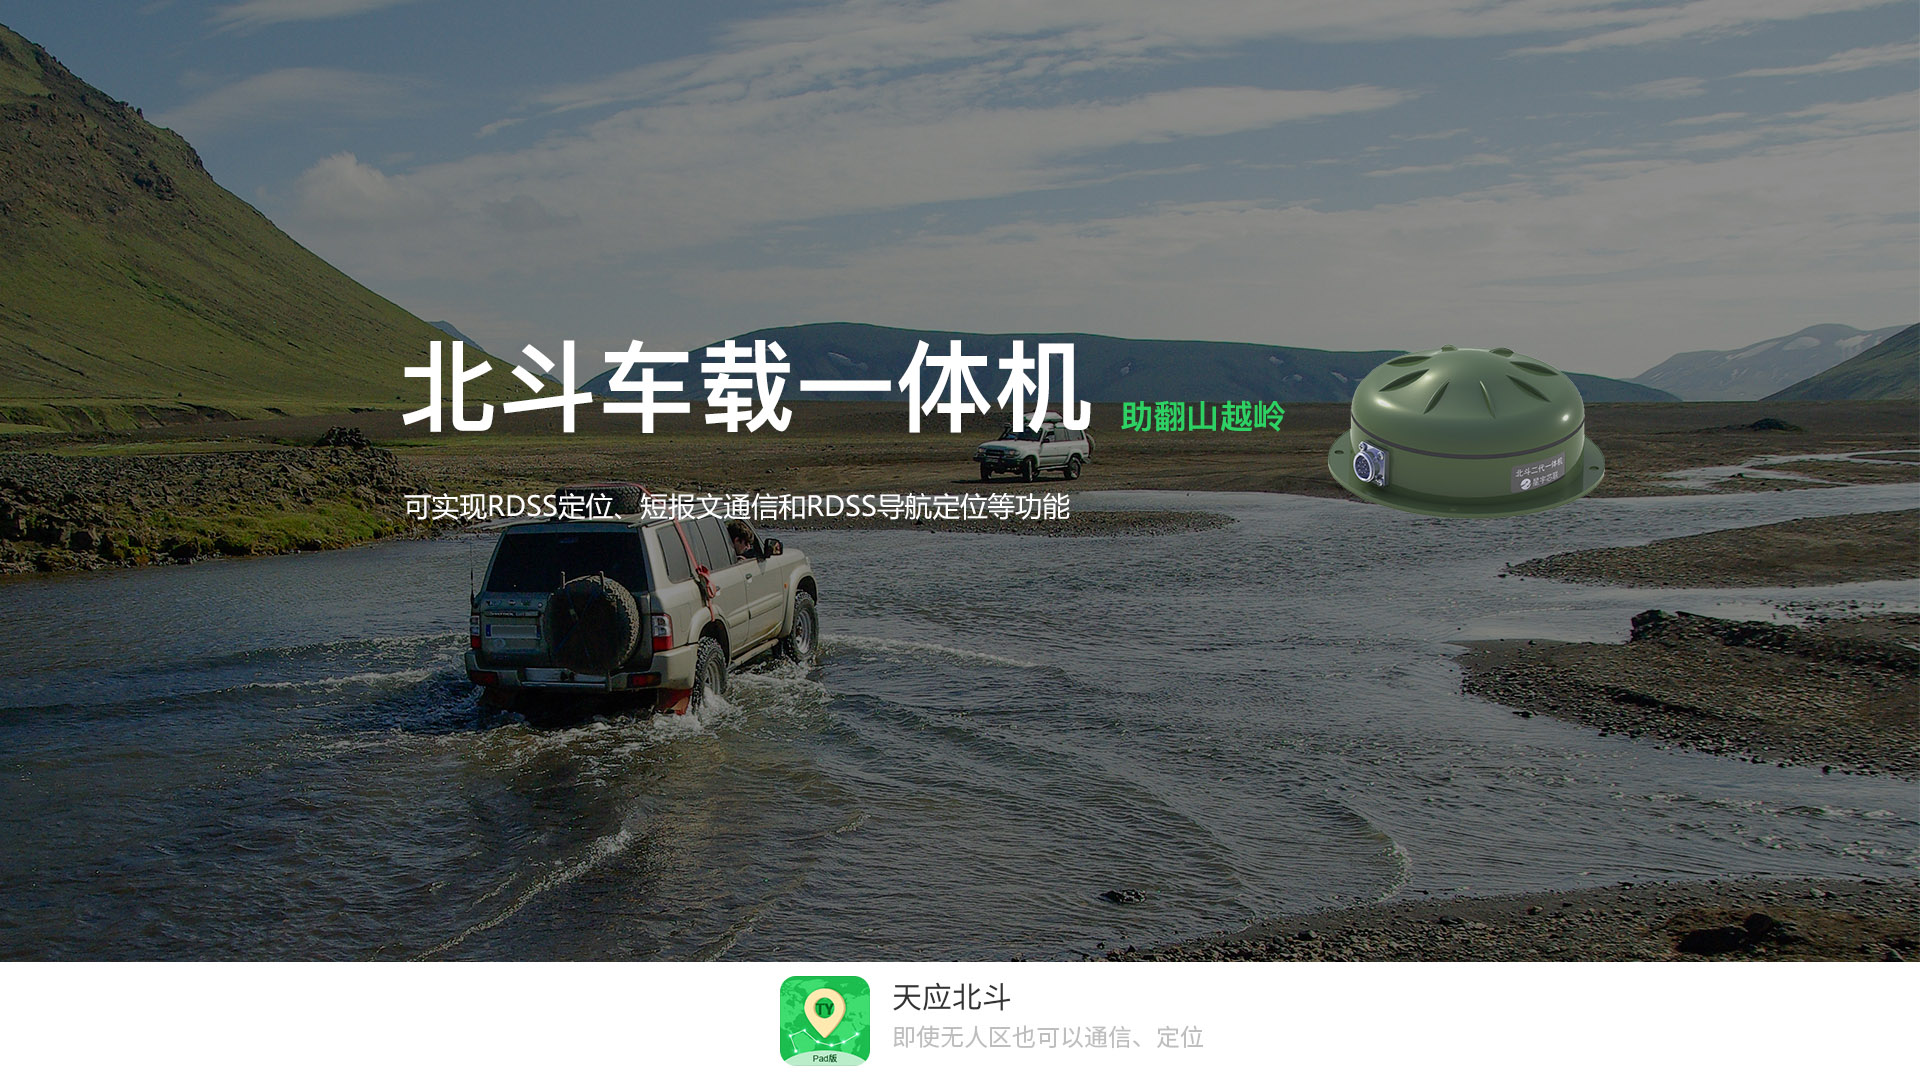 北斗车载一体机
助翻山越岭
可实现RDSS定位、短报文通信和RDSS导航定位等功能
北斗二代一体机
TY
Pad版
天应北斗
即使无人区也可以通信、定位